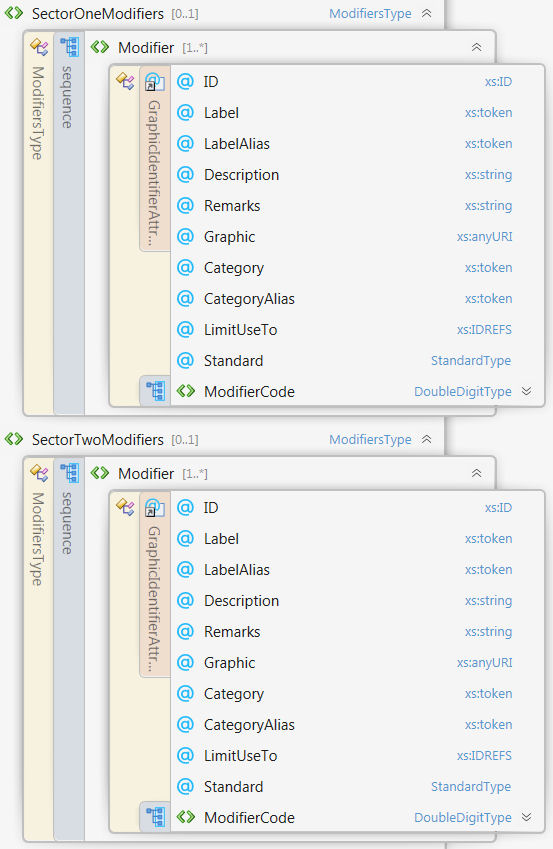 SectorOneModifiers [0..1] ModifiersType
Modifier [1..*]
ModifiersType
sequence
GraphicIdentifierAttr...
@ ID xs:ID
@ Label xs:token
@ LabelAlias xs:token
@ Description xs:string
@ Remarks xs:string
@ Graphic xs:anyURI
@ Category xs:token
@ CategoryAlias xs:token
@ LimitUseTo xs:IDREFS
@ Standard StandardType
ModifierCode DoubleDigitType
SectorTwoModifiers [0..1] ModifiersType
Modifier [1..*]
ModifiersType
sequence
GraphicIdentifierAttr...
@ ID xs:ID
@ Label xs:token
@ LabelAlias xs:token
@ Description xs:string
@ Remarks xs:string
@ Graphic xs:anyURI
@ Category xs:token
@ CategoryAlias xs:token
@ LimitUseTo xs:IDREFS
@ Standard StandardType
ModifierCode DoubleDigitType